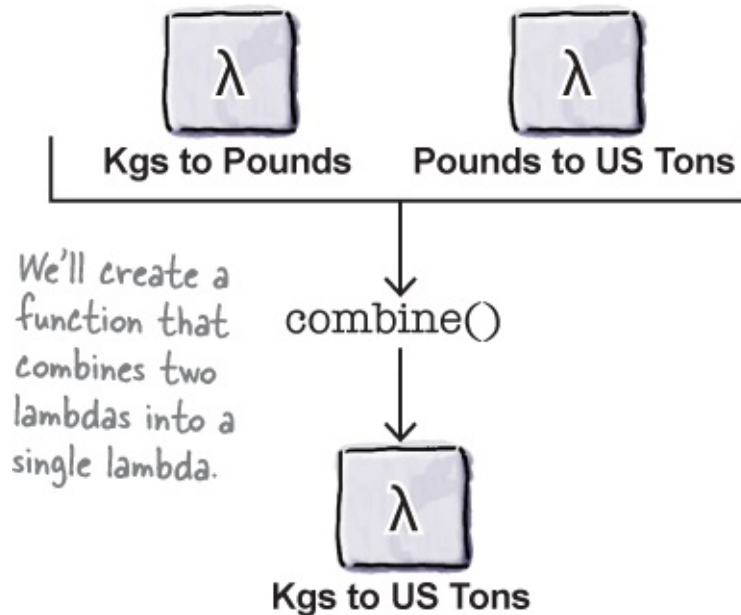 λ
λ
Kgs to Pounds
Pounds to US Tons
We'll create a
function that
combines two
lambdas into a
single lambda.
combine()
λ
Kgs to US Tons